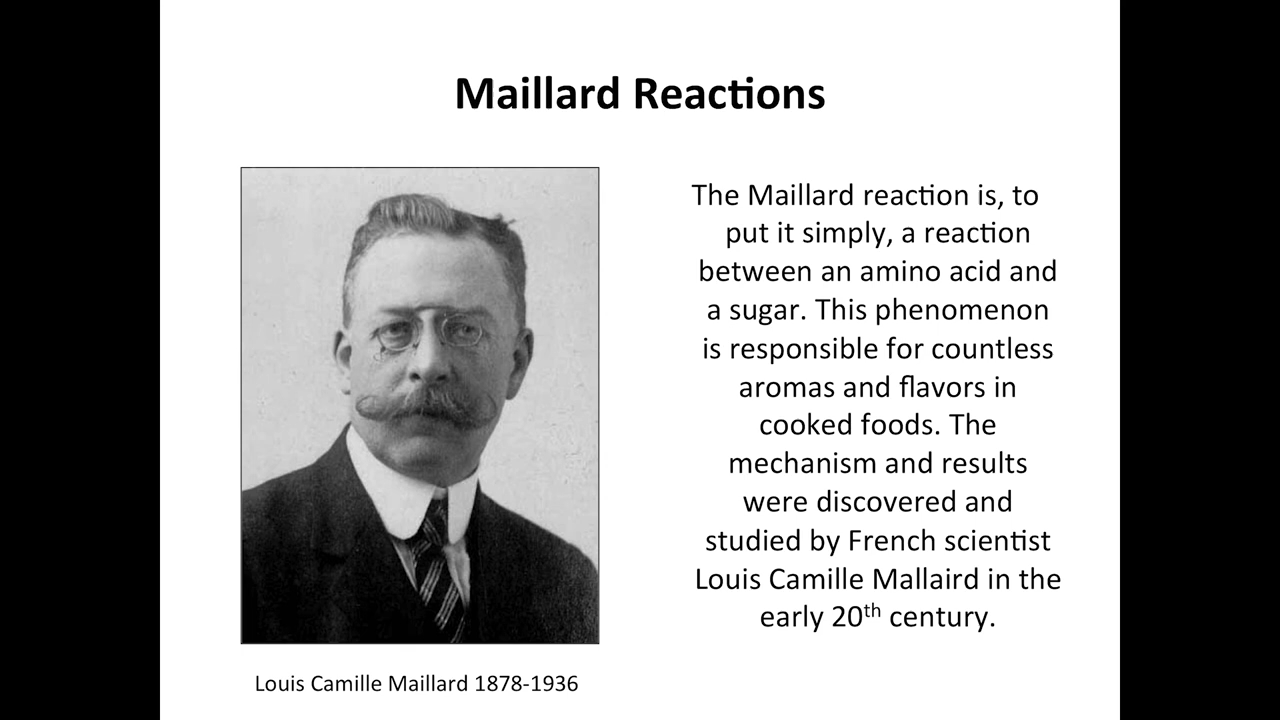 Maillard Reactions
The Maillard reaction is, to
put it simply, a reaction
between an amino acid and
a sugar. This phenomenon
is responsible for countless
aromas and flavors in
cooked foods. The
mechanism and results
were discovered and
studied by French scientist
Louis Camille Mallaird in the
early 20th century.
Louis Camille Maillard 1878-1936